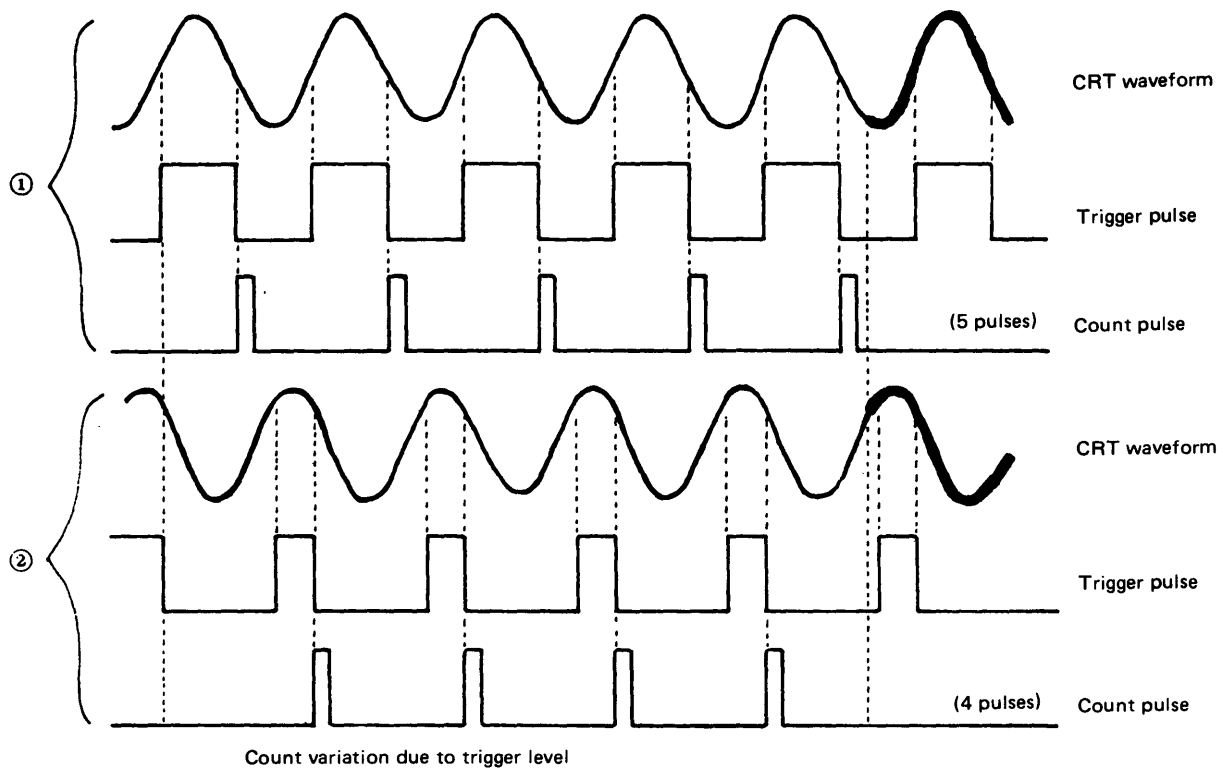 CRT waveform
①
Trigger pulse
(5 pulses) Count pulse
CRT waveform
②
Trigger pulse
(4 pulses) Count pulse
Count variation due to trigger level